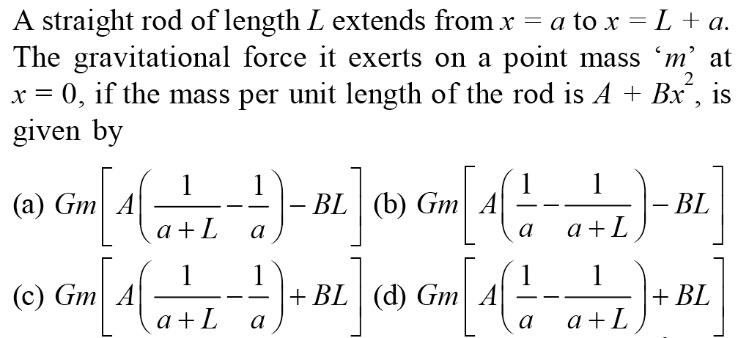 A straight rod of length L extends from x = a to x = L + a.
The gravitational force it exerts on a point mass ‘m’ at
x = 0, if the mass per unit length of the rod is A + Bx², is
given by
(a) Gm[A(1/(a+L) − 1/a) − BL] (b) Gm[A(1/a − 1/(a+L)) − BL]
(c) Gm[A(1/(a+L) − 1/a) + BL] (d) Gm[A(1/a − 1/(a+L)) + BL]